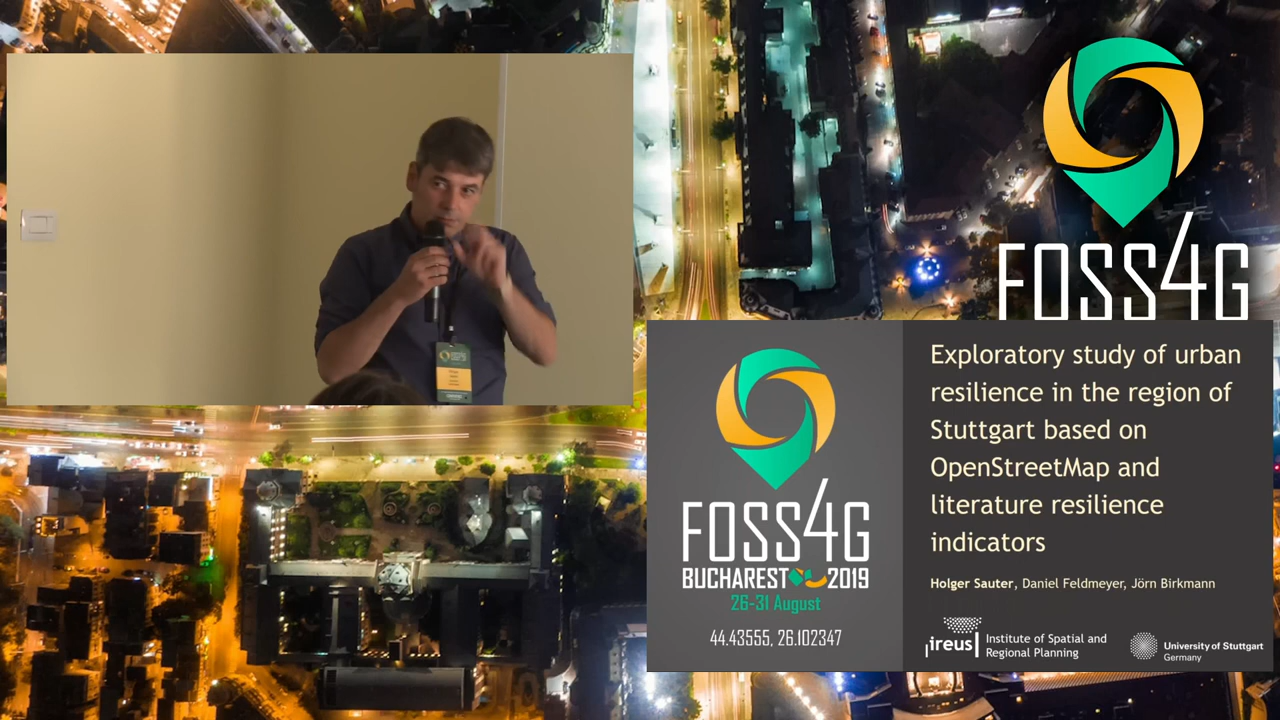 FOSS4G
Exploratory study of urban
resilience in the region of
Stuttgart based on
OpenStreetMap and
literature resilience
indicators
Holger Sauter, Daniel Feldmeyer, Jörn Birkmann
ireus
Institute of Spatial and
Regional Planning
University of Stuttgart
Germany
FOSS4G
BUCHAREST 2019
26-31 August
44.43555, 26.102347